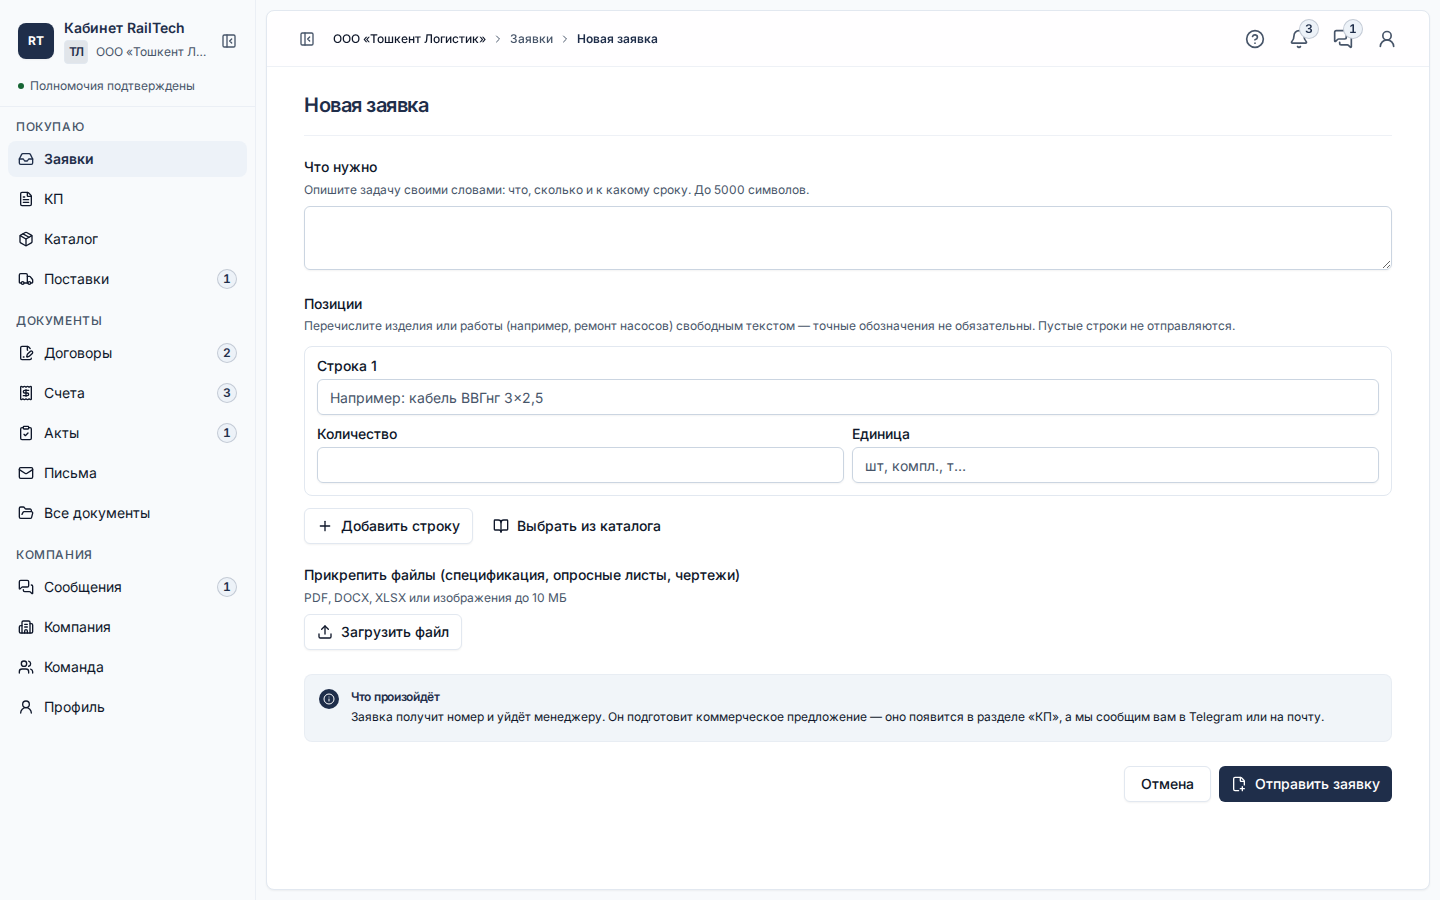 RT
Кабинет RailTech
ТЛ ООО «Тошкент Л...
Полномочия подтверждены
ПОКУПАЮ
Заявки
КП
Каталог
Поставки 1
ДОКУМЕНТЫ
Договоры 2
Счета 3
Акты 1
Письма
Все документы
КОМПАНИЯ
Сообщения 1
Компания
Команда
Профиль
ООО «Тошкент Логистик» > Заявки > Новая заявка
3 1
Новая заявка
Что нужно
Опишите задачу своими словами: что, сколько и к какому сроку. До 5000 символов.
Позиции
Перечислите изделия или работы (например, ремонт насосов) свободным текстом — точные обозначения не обязательны. Пустые строки не отправляются.
Строка 1
Например: кабель ВВГнг 3×2,5
Количество Единица
шт, компл., т...
Добавить строку Выбрать из каталога
Прикрепить файлы (спецификация, опросные листы, чертежи)
PDF, DOCX, XLSX или изображения до 10 МБ
Загрузить файл
Что произойдёт
Заявка получит номер и уйдёт менеджеру. Он подготовит коммерческое предложение — оно появится в разделе «КП», а мы сообщим вам в Telegram или на почту.
Отмена Отправить заявку